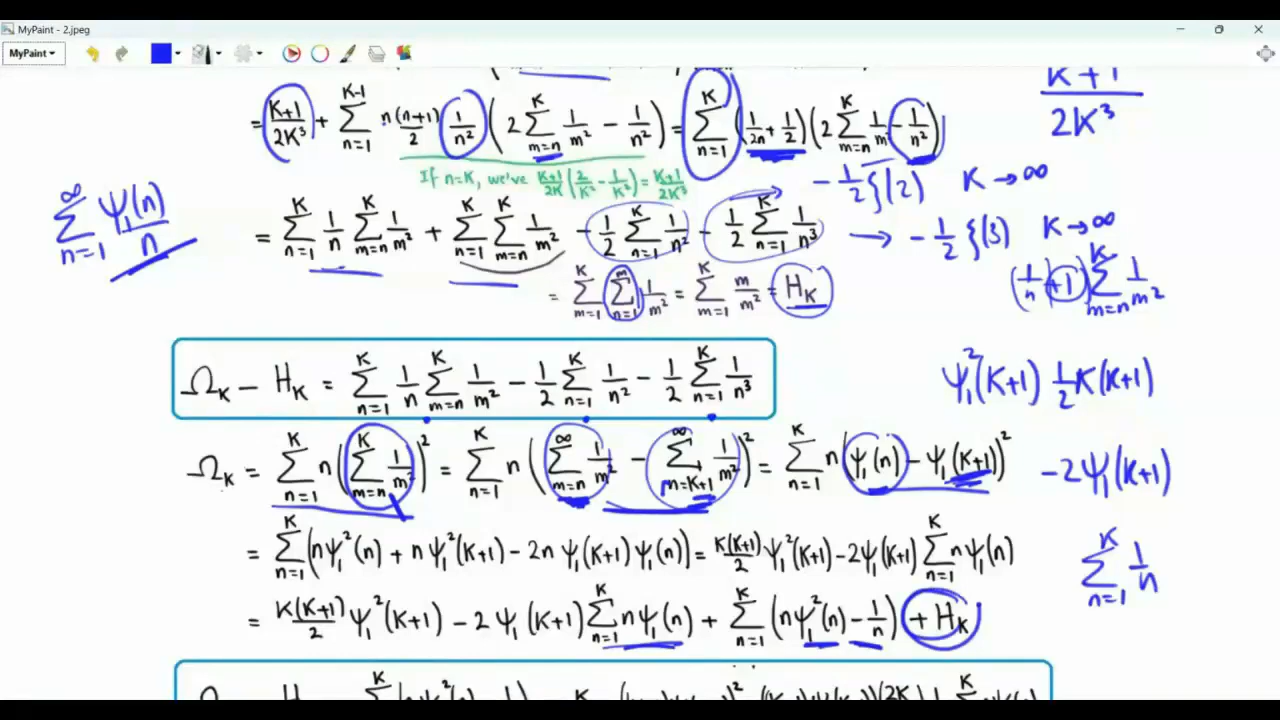 MyPaint - 2.jpeg
MyPaint
= K+1/2K³ + Σ_{n=1}^{K-1} n(n+1)/2 1/n² (2 Σ_{m=n}^{K} 1/m² − 1/n²) = Σ_{n=1}^{K} (1/2n + 1/2)(2 Σ_{m=n}^{K} 1/m − 1/n²)
K+1/2K³
If n=K, we've K+1/2K (2/K² − 1/K²) = K+1/2K³
− 1/2 ζ(2) K→∞
Σ_{n=1}^{∞} Ψ₁(n)/n
= Σ_{n=1}^{K} 1/n Σ_{m=n}^{K} 1/m² + Σ_{n=1}^{K} Σ_{m=n}^{K} 1/m² − 1/2 Σ_{n=1}^{K} 1/n² − 1/2 Σ_{n=1}^{K} 1/n³ → − 1/2 ζ(3) K→∞
= Σ_{m=1}^{K} Σ_{n=1}^{m} 1/m² = Σ_{m=1}^{K} m/m² = H_K
(1/n +1) Σ_{m=n}^{K} 1/m²
Ω_K − H_K = Σ_{n=1}^{K} 1/n Σ_{m=n}^{K} 1/m² − 1/2 Σ_{n=1}^{K} 1/n² − 1/2 Σ_{n=1}^{K} 1/n³
Ψ₁²(K+1) 1/2 K(K+1)
Ω_K = Σ_{n=1}^{K} n (Σ_{m=n}^{K} 1/m²)² = Σ_{n=1}^{K} n (Σ_{m=n}^{∞} 1/m² − Σ_{m=K+1}^{∞} 1/m²)² = Σ_{n=1}^{K} n (Ψ₁(n) − Ψ₁(K+1))²
−2Ψ₁(K+1)
= Σ_{n=1}^{K} (nΨ₁²(n) + nΨ₁²(K+1) − 2n Ψ₁(K+1) Ψ₁(n)) = K(K+1)/2 Ψ₁²(K+1) − 2Ψ₁(K+1) Σ_{n=1}^{K} nΨ₁(n)
Σ_{n=1}^{K} 1/n
= K(K+1)/2 Ψ₁²(K+1) − 2 Ψ₁(K+1) Σ_{n=1}^{K} nΨ₁(n) + Σ_{n=1}^{K} (nΨ₁²(n) − 1/n) + H_K